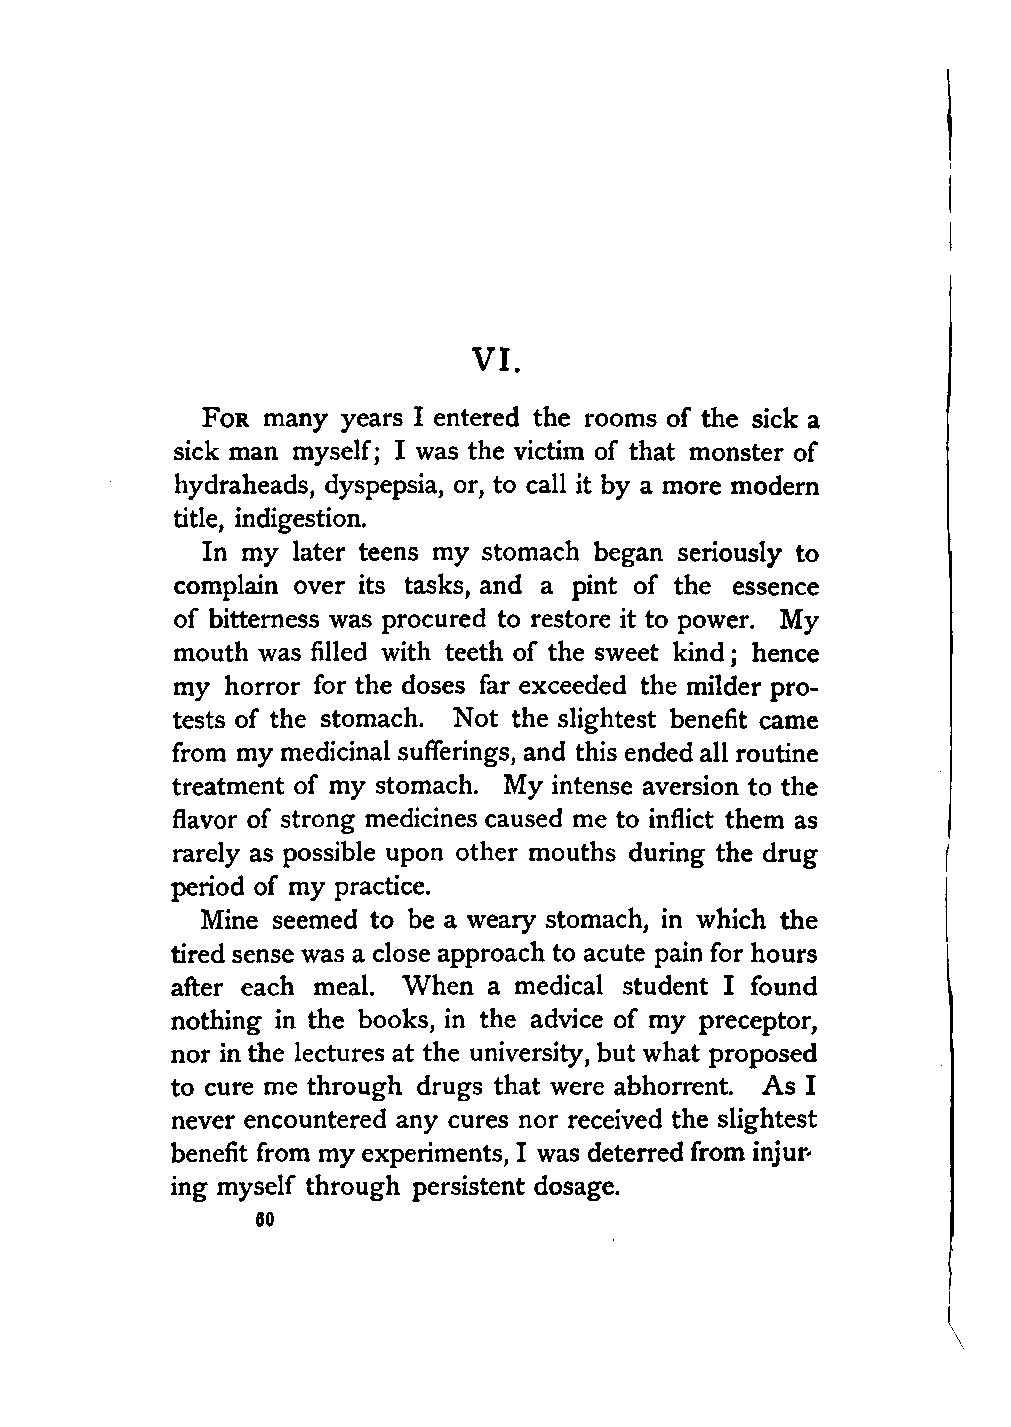 VI.
FOR many years I entered the rooms of the sick a
sick man myself; I was the victim of that monster of
hydraheads, dyspepsia, or, to call it by a more modern
title, indigestion.
In my later teens my stomach began seriously to
complain over its tasks, and a pint of the essence
of bitterness was procured to restore it to power. My
mouth was filled with teeth of the sweet kind; hence
my horror for the doses far exceeded the milder pro-
tests of the stomach. Not the slightest benefit came
from my medicinal sufferings, and this ended all routine
treatment of my stomach. My intense aversion to the
flavor of strong medicines caused me to inflict them as
rarely as possible upon other mouths during the drug
period of my practice.
Mine seemed to be a weary stomach, in which the
tired sense was a close approach to acute pain for hours
after each meal. When a medical student I found
nothing in the books, in the advice of my preceptor,
nor in the lectures at the university, but what proposed
to cure me through drugs that were abhorrent. As I
never encountered any cures nor received the slightest
benefit from my experiments, I was deterred from injur-
ing myself through persistent dosage.
60